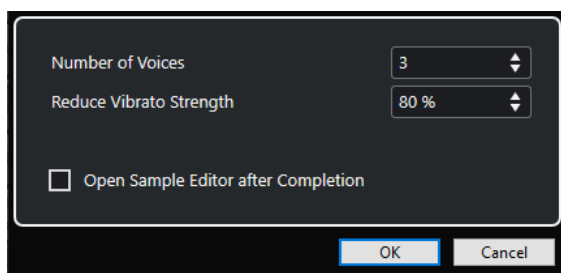 Number of Voices 3
Reduce Vibrato Strength 80 %
Open Sample Editor after Completion
OK Cancel